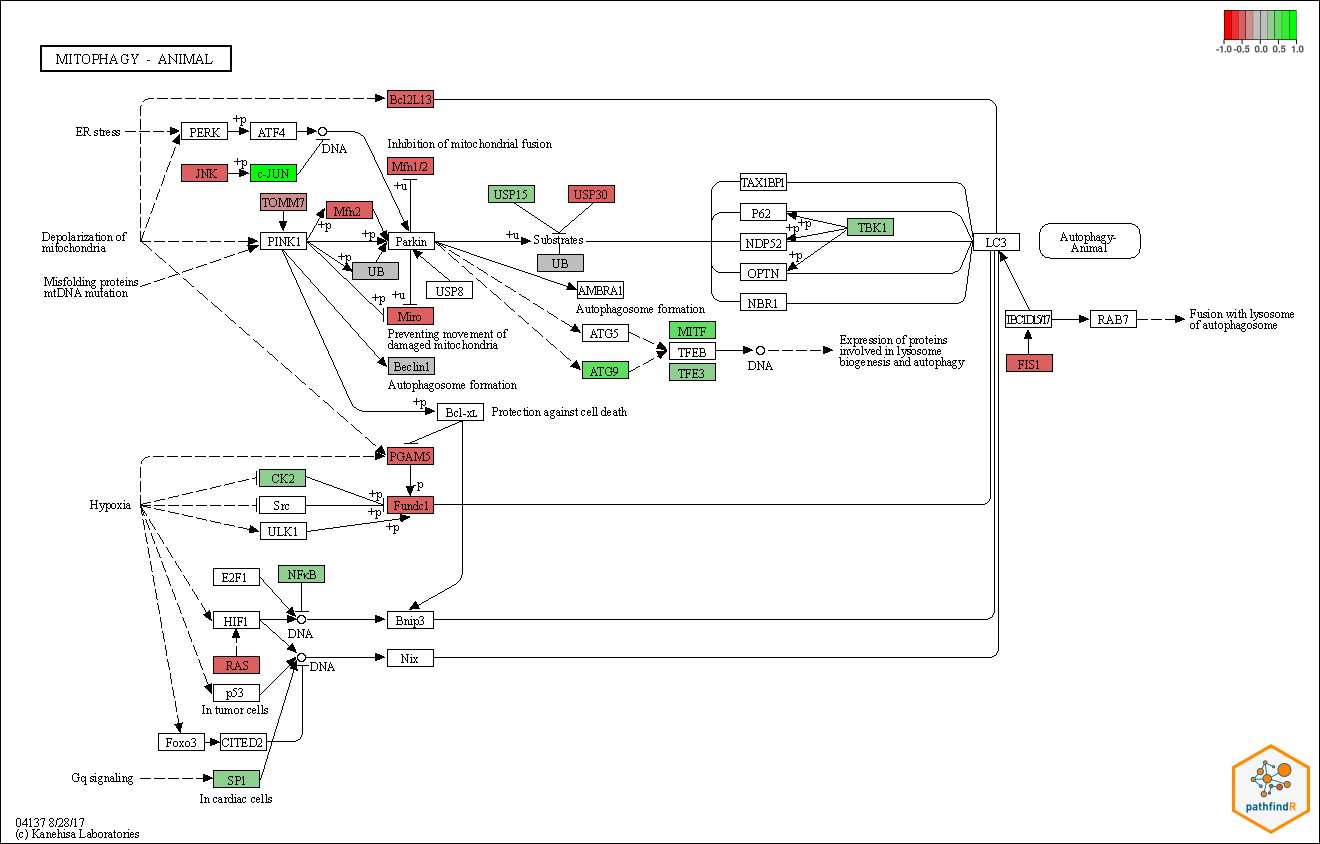 -1.0 -0.5 0.0 0.5 1.0
MITOPHAGY - ANIMAL
Bcl2L13
ER stress
PERK
+p
ATF4
DNA
Inhibition of mitochondrial fusion
JNK
+p
c-JUN
Mfn1/2
+u
TOMM7
Mfn2
+p
USP15
USP30
TAX1BP1
P62
+p
TBK1
Depolarization of
mitochondria
PINK1
+p
Parkin
+u
Substrates
NDP52
+p
LC3
Autophagy-
Animal
UB
+p
UB
OPTN
+p
Misfolding proteins
mtDNA mutation
USP8
AMBRA1
NBR1
+p
+u
Miro
Autophagosome formation
Preventing movement of
damaged mitochondria
ATG5
MITF
TFEB
TFE3
ATG9
DNA
Expression of proteins
involved in lysosome
biogenesis and autophagy
TBC1D15/17
RAB7
Fusion with lysosome
of autophagosome
FIS1
Beclin1
Autophagosome formation
+p
Bcl-xL
Protection against cell death
PGAM5
-p
CK2
+p
Hypoxia
Src
+p
Fundc1
ULK1
+p
E2F1
NFκB
HIF1
DNA
Bnip3
RAS
DNA
Nix
p53
In tumor cells
Foxo3
CITED2
Gq signaling
SP1
In cardiac cells
04137 8/28/17
(c) Kanehisa Laboratories
pathfindR